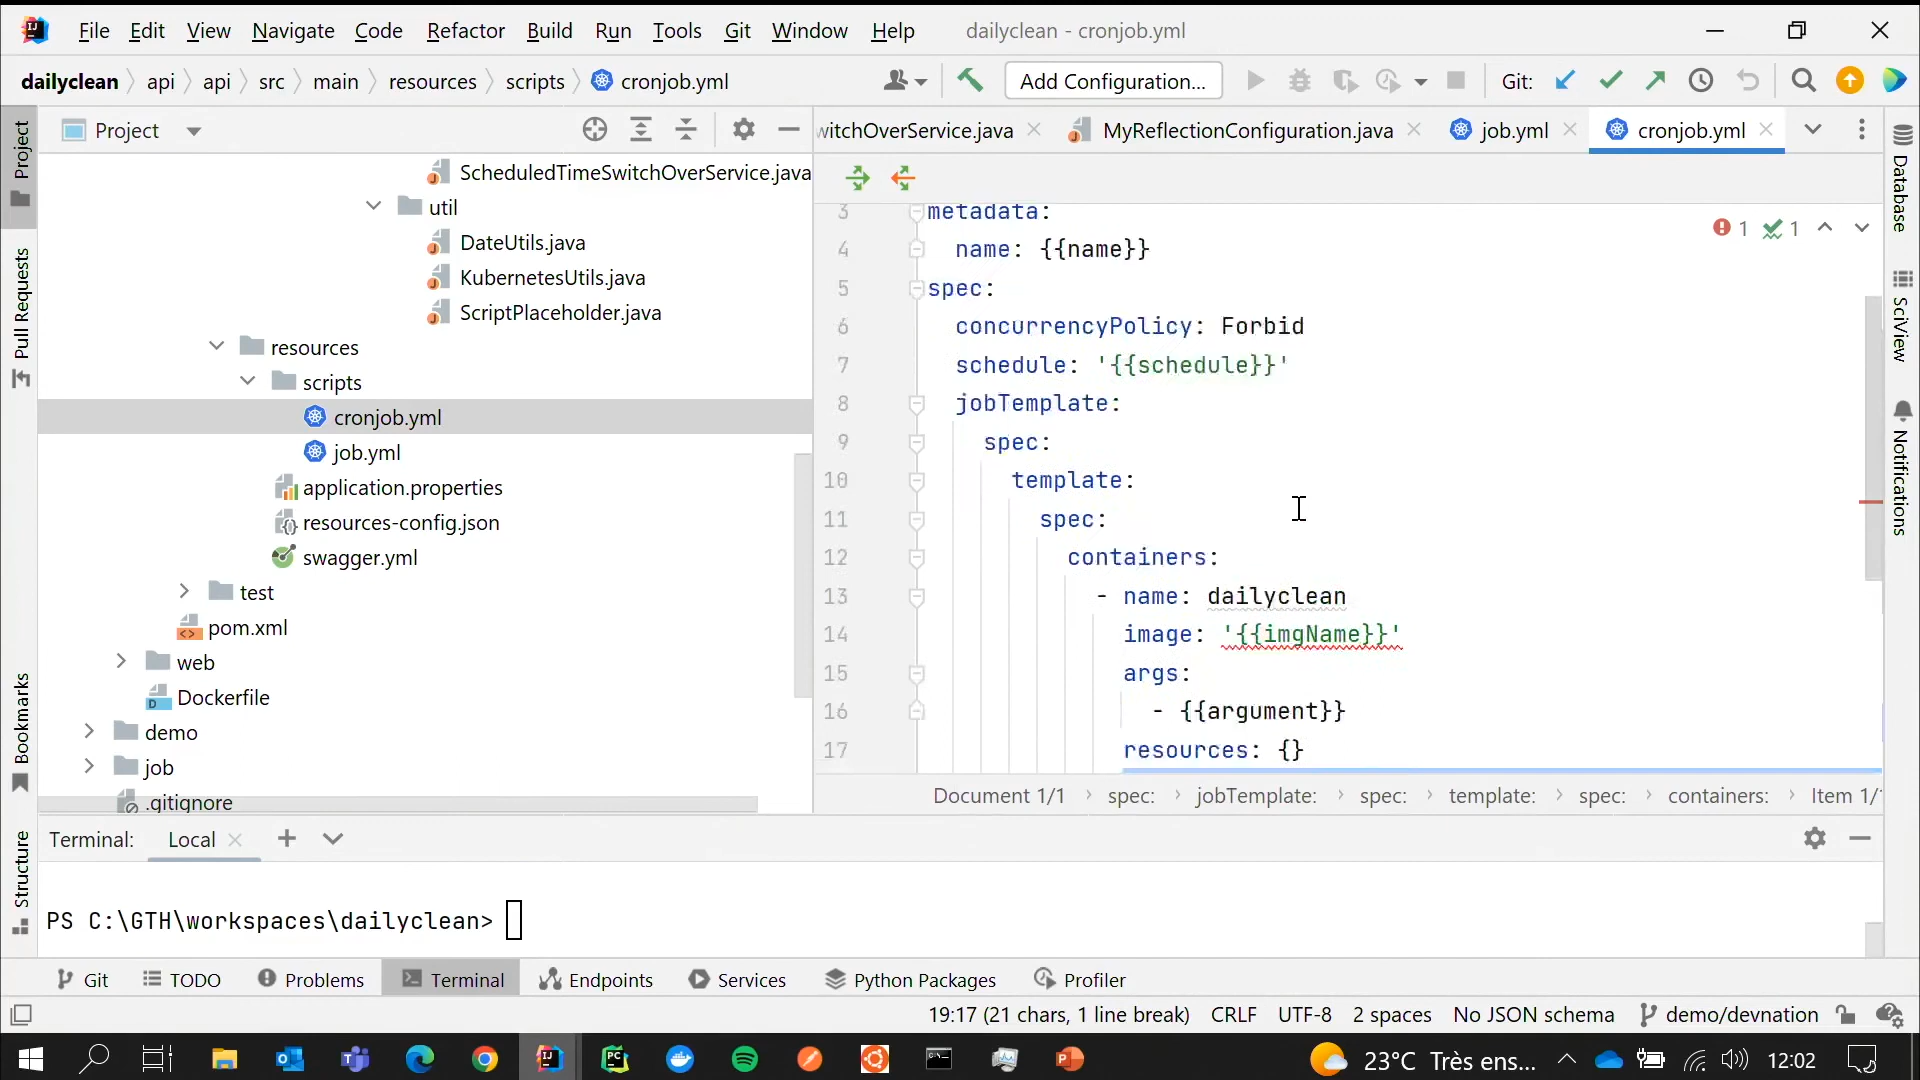 File Edit View Navigate Code Refactor Build Run Tools Git Window Help dailyclean - cronjob.yml
dailyclean api api src main resources scripts cronjob.yml Add Configuration... Git:
Project
witchOverService.java MyReflectionConfiguration.java job.yml cronjob.yml
Project
Pull Requests
Bookmarks
Structure
ScheduledTimeSwitchOverService.java
util
DateUtils.java
KubernetesUtils.java
ScriptPlaceholder.java
resources
scripts
cronjob.yml
job.yml
application.properties
resources-config.json
swagger.yml
test
pom.xml
web
Dockerfile
demo
job
.gitignore
1 1
3 metadata:
4 name: {{name}}
5 spec:
6 concurrencyPolicy: Forbid
7 schedule: '{{schedule}}'
8 jobTemplate:
9 spec:
10 template:
11 spec:
12 containers:
13 - name: dailyclean
14 image: '{{imgName}}'
15 args:
16 - {{argument}}
17 resources: {}
Document 1/1 spec: jobTemplate: spec: template: spec: containers: Item 1/
Database
SciView
Notifications
Terminal: Local
PS C:\GTH\workspaces\dailyclean>
Git TODO Problems Terminal Endpoints Services Python Packages Profiler
19:17 (21 chars, 1 line break) CRLF UTF-8 2 spaces No JSON schema demo/devnation
23°C Très ens... 12:02